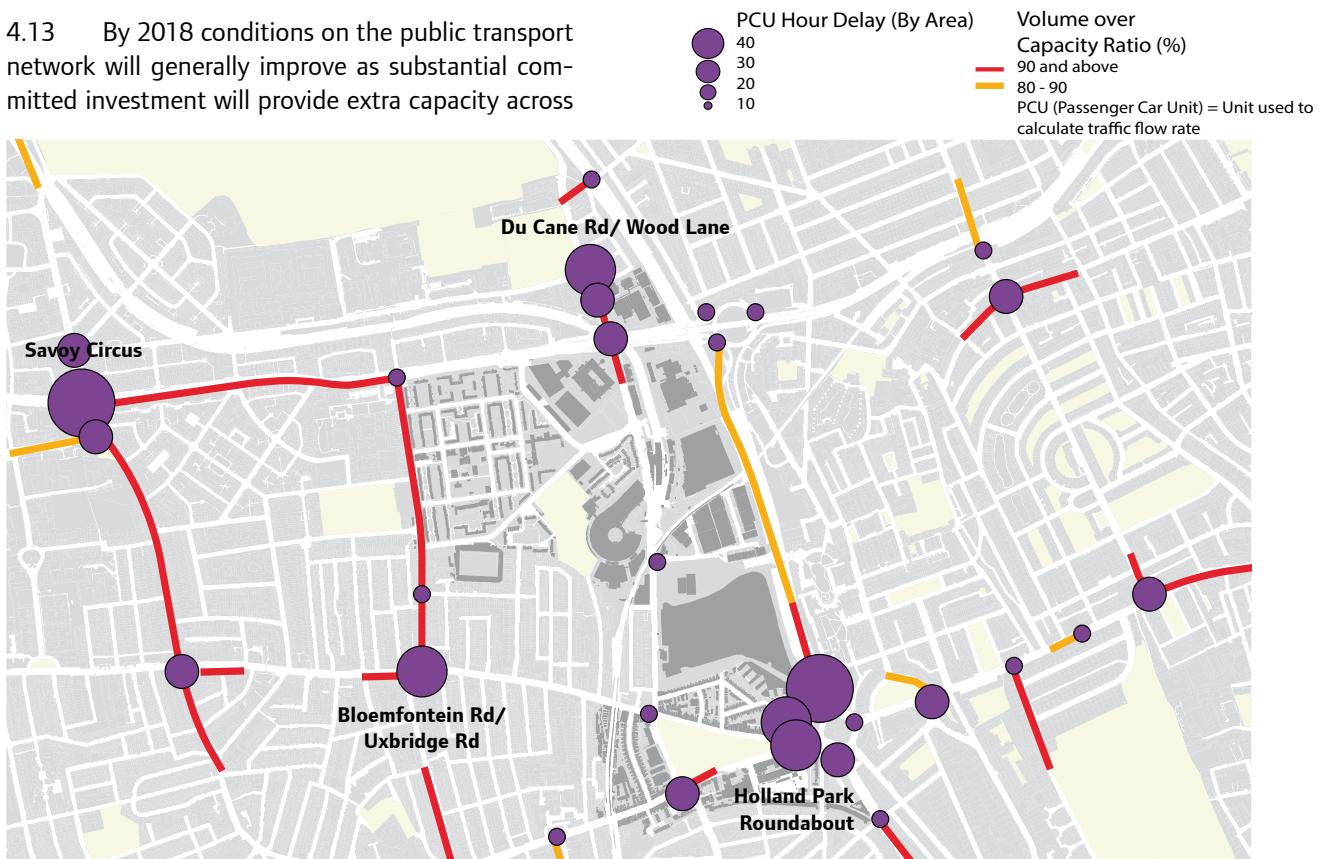 4.13 By 2018 conditions on the public transport
network will generally improve as substantial com-
mitted investment will provide extra capacity across
PCU Hour Delay (By Area)
40
30
20
10
Volume over
Capacity Ratio (%)
90 and above
80 - 90
PCU (Passenger Car Unit) = Unit used to
calculate traffic flow rate
Du Cane Rd/ Wood Lane
Savoy Circus
Bloemfontein Rd/
Uxbridge Rd
Holland Park
Roundabout